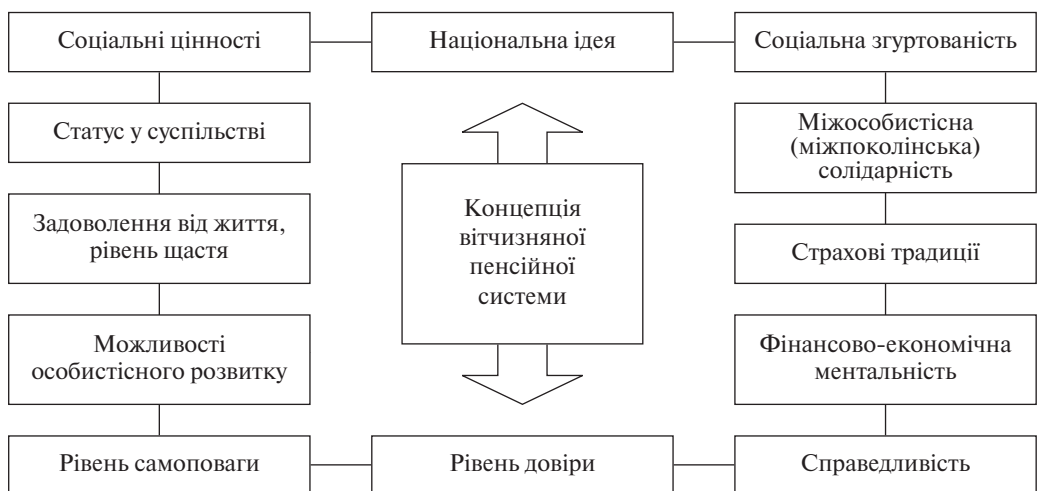 Соціальні цінності
Національна ідея
Соціальна згуртованість
Статус у суспільстві
Міжособистісна
(міжпоколінська)
солідарність
Задоволення від життя,
рівень щастя
Концепція
вітчизняної
пенсійної
системи
Страхові традиції
Можливості
особистісного розвитку
Фінансово-економічна
ментальність
Рівень самоповаги
Рівень довіри
Справедливість